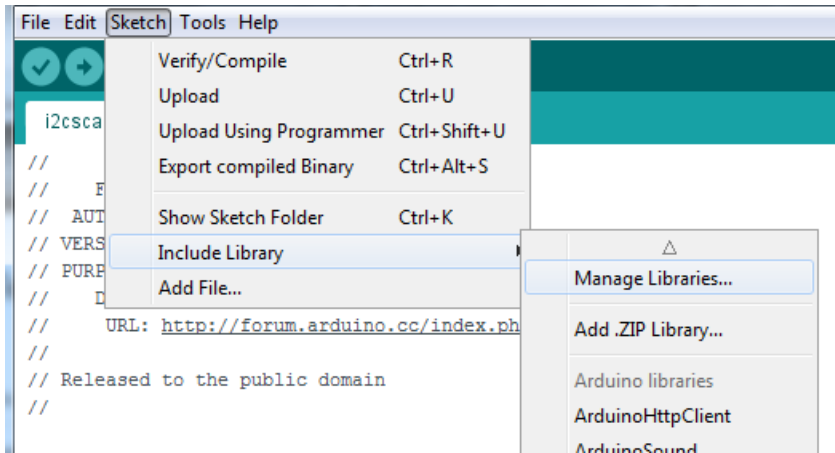 File Edit Sketch Tools Help
Verify/Compile Ctrl+R
Upload Ctrl+U
Upload Using Programmer Ctrl+Shift+U
Export compiled Binary Ctrl+Alt+S
Show Sketch Folder Ctrl+K
Include Library
Add File...
Manage Libraries...
Add .ZIP Library...
Arduino libraries
ArduinoHttpClient
ArduinoSound
i2csca
//
// F
// AUT
// VERS
// PURP
// D
// URL: http://forum.arduino.cc/index.ph
//
// Released to the public domain
//